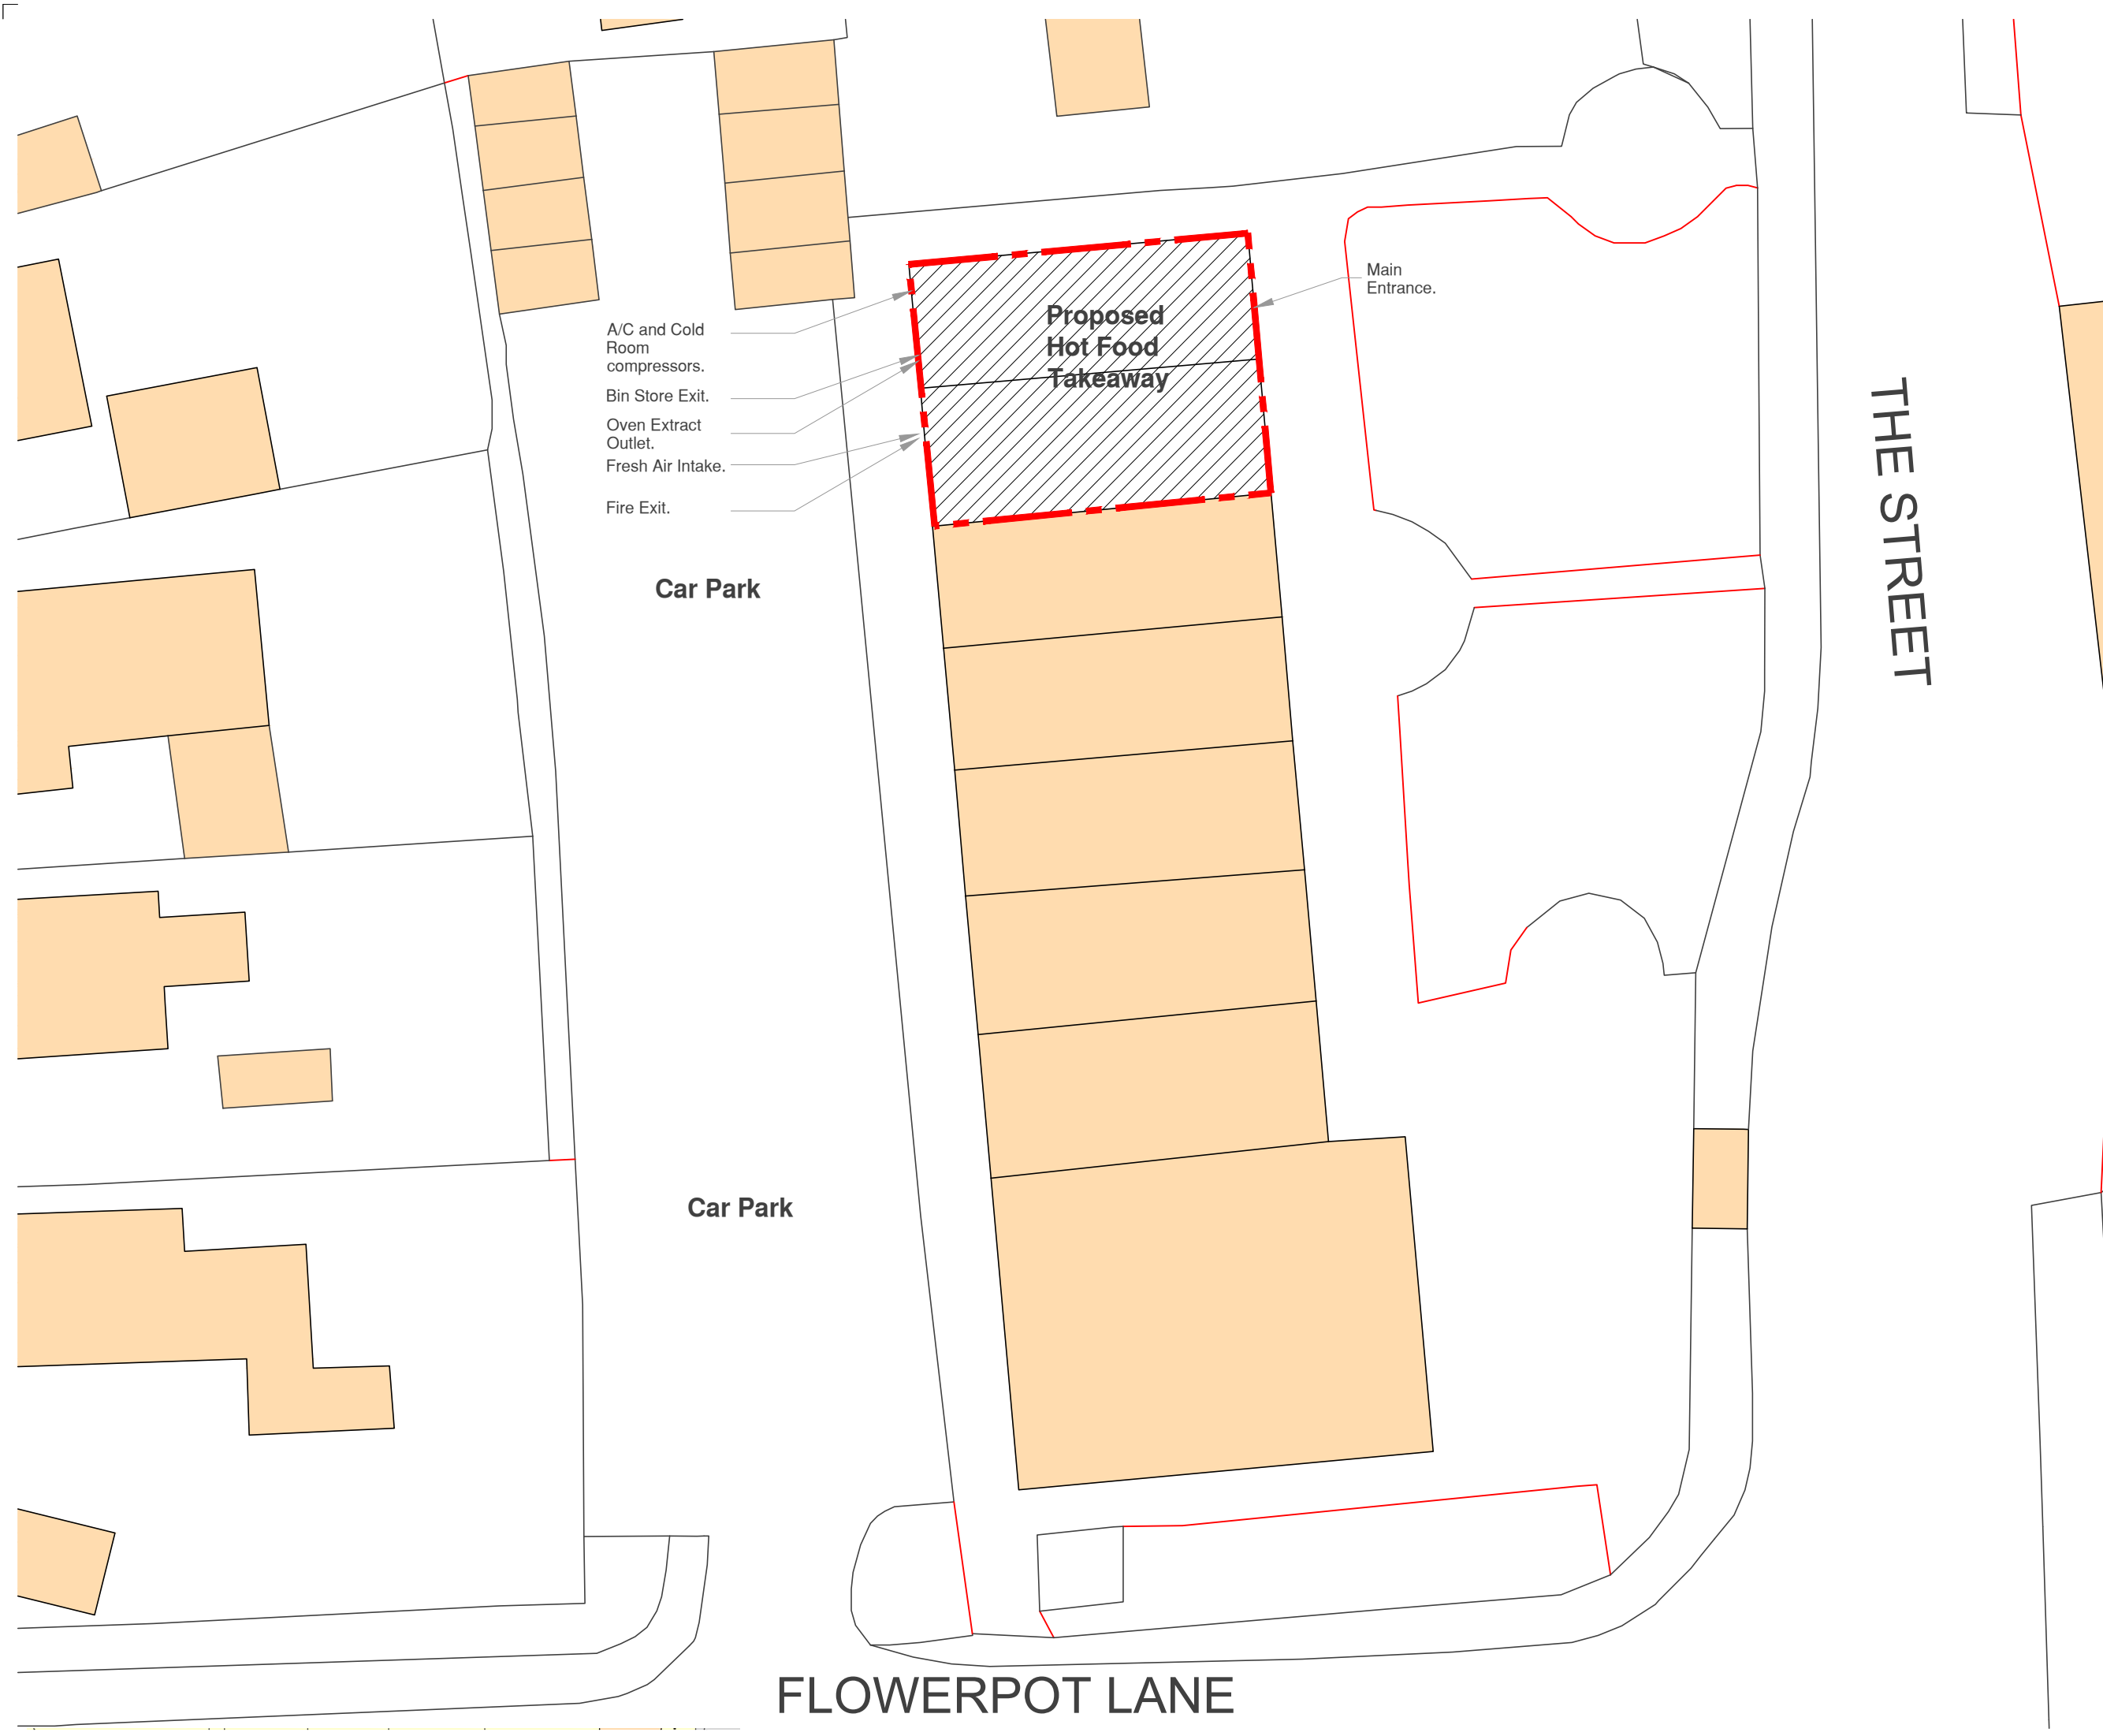 Main
Entrance.
Proposed
Hot Food
Takeaway
A/C and Cold
Room
compressors.
Bin Store Exit.
Oven Extract
Outlet.
Fresh Air Intake.
Fire Exit.
THE STREET
Car Park
Car Park
FLOWERPOT LANE